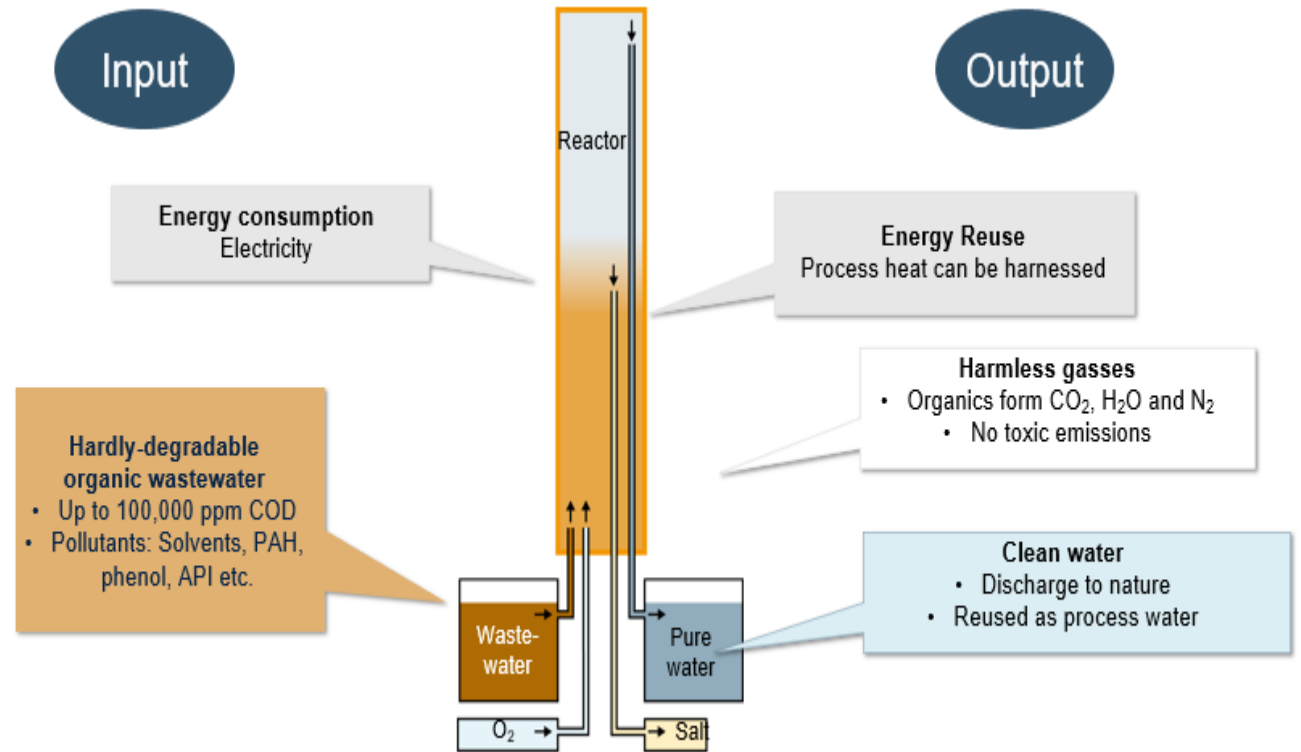 Input
Output
Reactor
Energy consumption
Electricity
Energy Reuse
Process heat can be harnessed
Harmless gasses
• Organics form CO₂, H₂O and N₂
• No toxic emissions
Hardly-degradable
organic wastewater
• Up to 100,000 ppm COD
• Pollutants: Solvents, PAH,
phenol, API etc.
Clean water
• Discharge to nature
• Reused as process water
Waste-
water
Pure
water
O₂
Salt